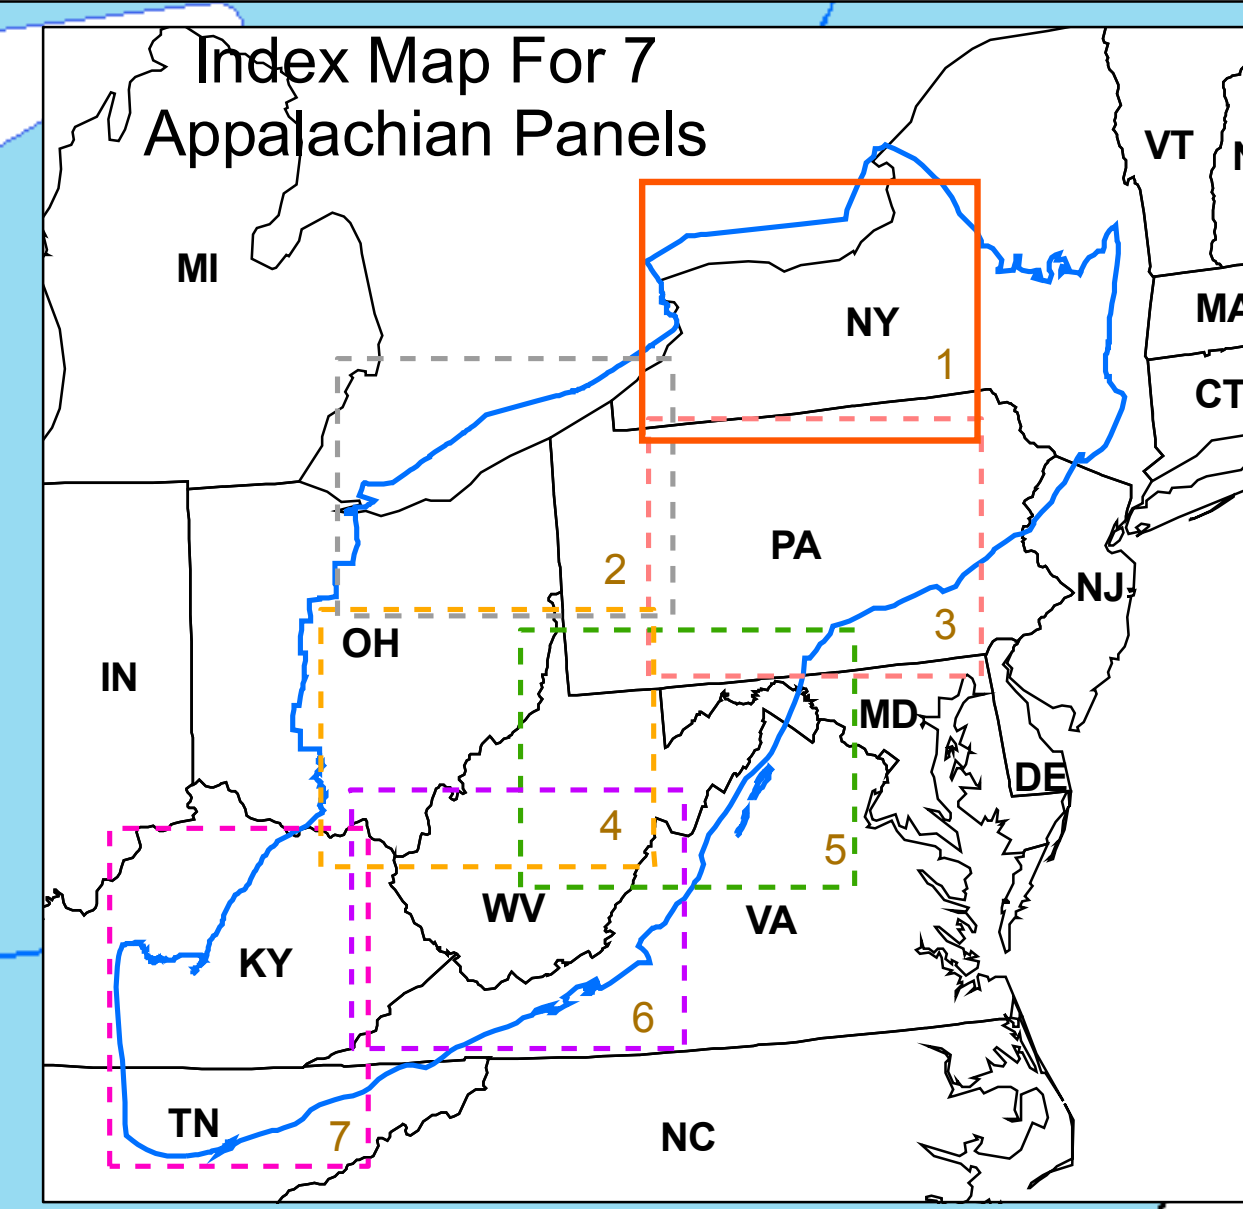 Index Map For 7
Appalachian Panels
VT
MI
MA
NY
1
CT
PA
2
NJ
3
OH
IN
MD
DE
4
5
WV
VA
KY
6
TN
7
NC